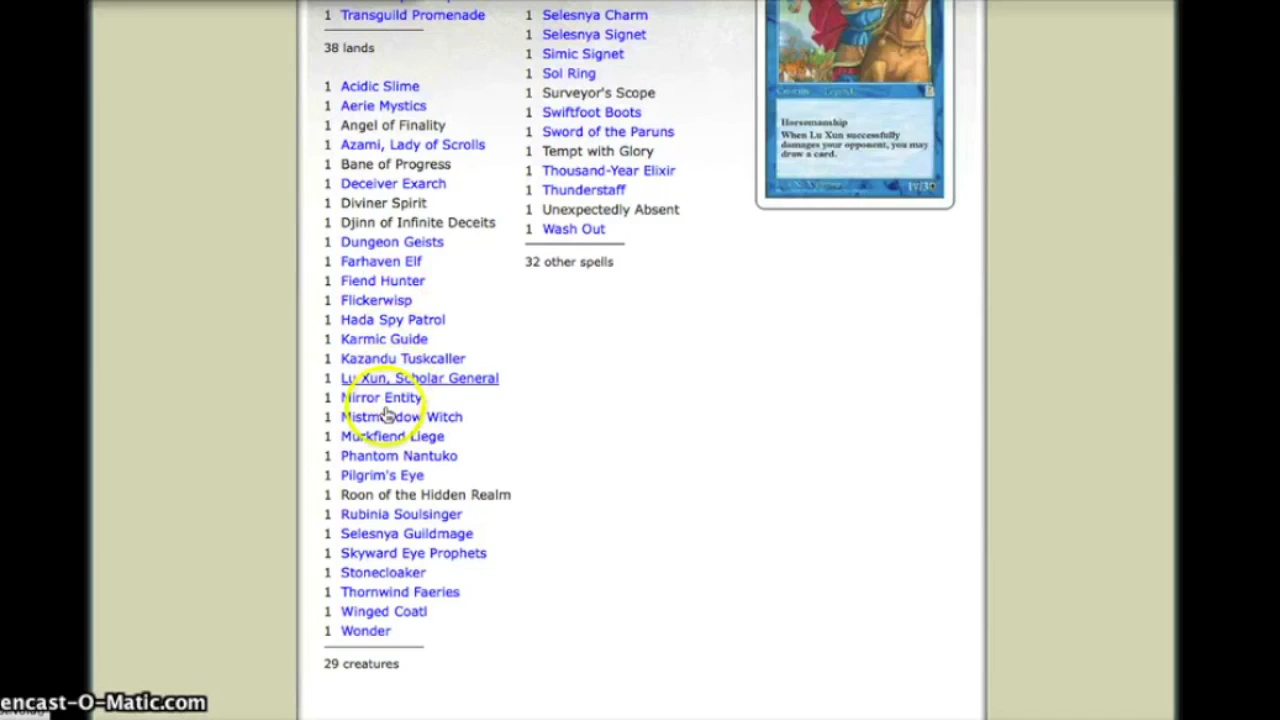 1 Transguild Promenade
38 lands
1 Acidic Slime
1 Aerie Mystics
1 Angel of Finality
1 Azami, Lady of Scrolls
1 Bane of Progress
1 Deceiver Exarch
1 Diviner Spirit
1 Djinn of Infinite Deceits
1 Dungeon Geists
1 Farhaven Elf
1 Fiend Hunter
1 Flickerwisp
1 Hada Spy Patrol
1 Karmic Guide
1 Kazandu Tuskcaller
1 Lu Xun, Scholar General
1 Mirror Entity
1 Mistmeadow Witch
1 Murkfiend Liege
1 Phantom Nantuko
1 Pilgrim's Eye
1 Roon of the Hidden Realm
1 Rubinia Soulsinger
1 Selesnya Guildmage
1 Skyward Eye Prophets
1 Stonecloaker
1 Thornwind Faeries
1 Winged Coatl
1 Wonder
29 creatures
1 Selesnya Charm
1 Selesnya Signet
1 Simic Signet
1 Sol Ring
1 Surveyor's Scope
1 Swiftfoot Boots
1 Sword of the Paruns
1 Tempt with Glory
1 Thousand-Year Elixir
1 Thunderstaff
1 Unexpectedly Absent
1 Wash Out
32 other spells
Horsemanship
When Lu Xun successfully
damages your opponent, you may
draw a card.
encast-O-Matic.com